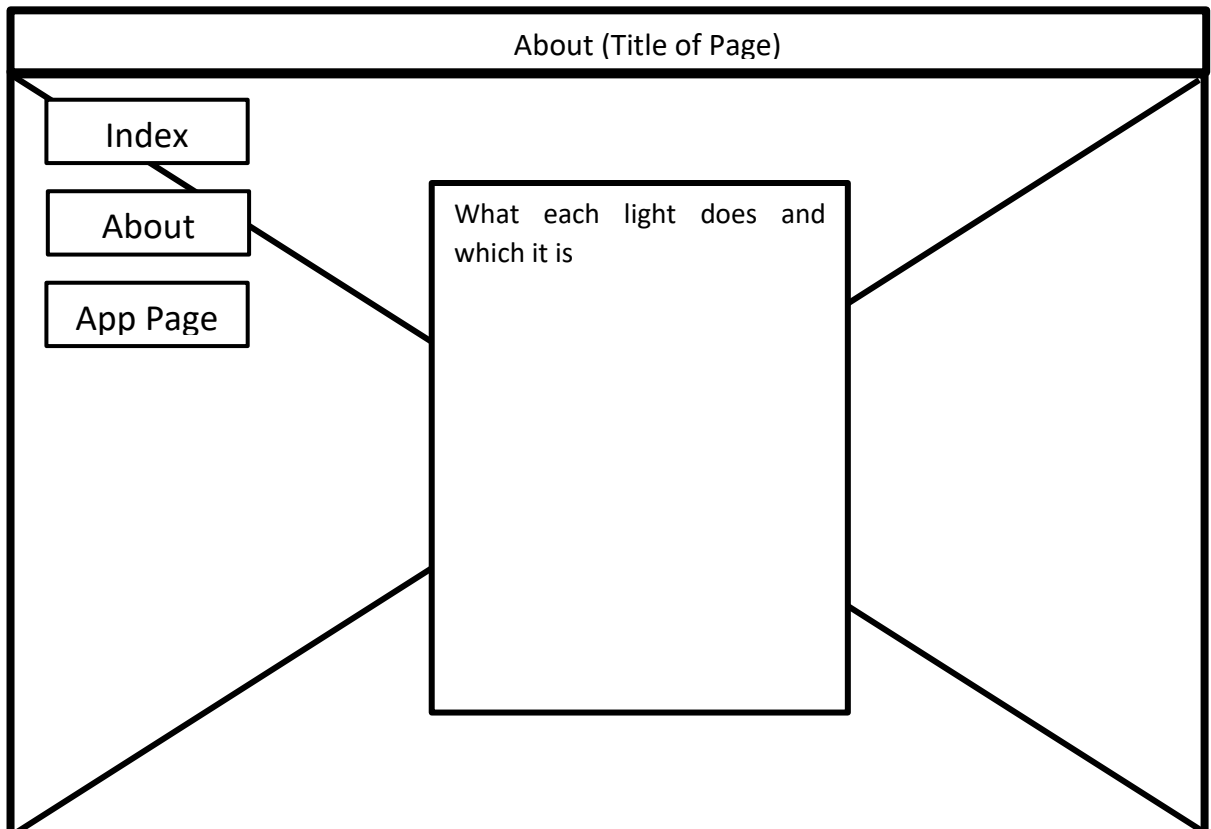 About (Title of Page)
Index
About
App Page
What each light does and
which it is